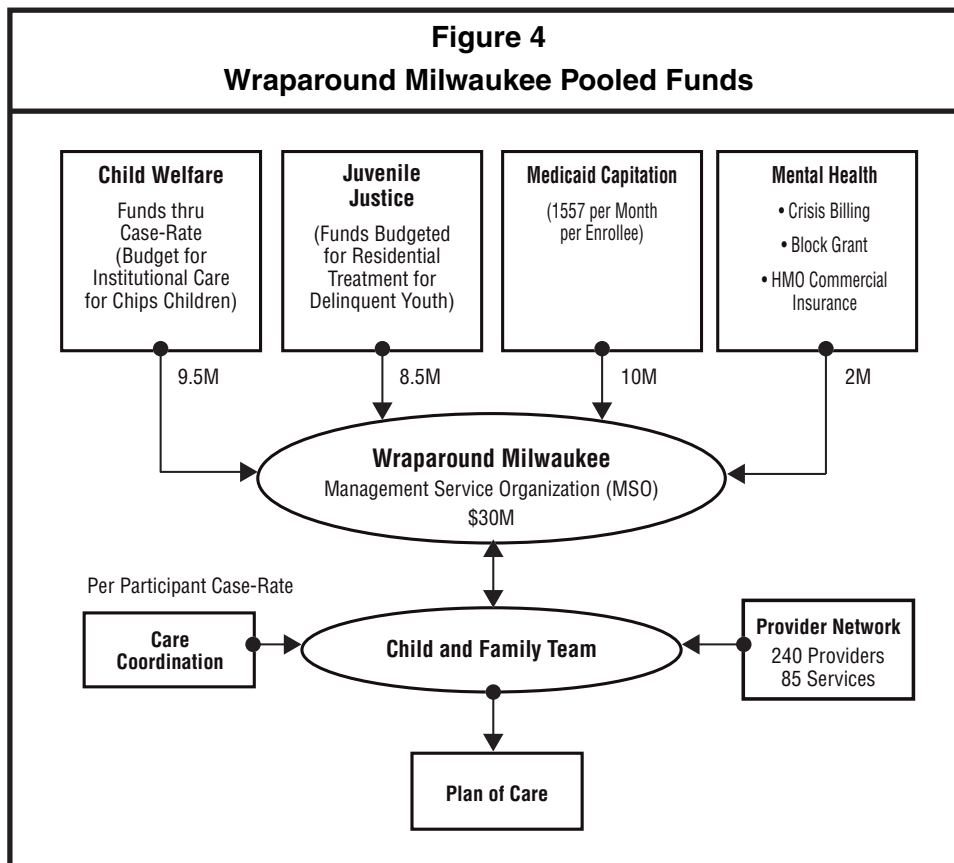 Figure 4
Wraparound Milwaukee Pooled Funds
Child Welfare
Funds thru
Case-Rate
(Budget for
Institutional Care
for Chips Children)
Juvenile
Justice
(Funds Budgeted
for Residential
Treatment for
Delinquent Youth)
Medicaid Capitation
(1557 per Month
per Enrollee)
Mental Health
• Crisis Billing
• Block Grant
• HMO Commercial
Insurance
9.5M
8.5M
10M
2M
Wraparound Milwaukee
Management Service Organization (MSO)
$30M
Per Participant Case-Rate
Care
Coordination
Child and Family Team
Provider Network
240 Providers
85 Services
Plan of Care